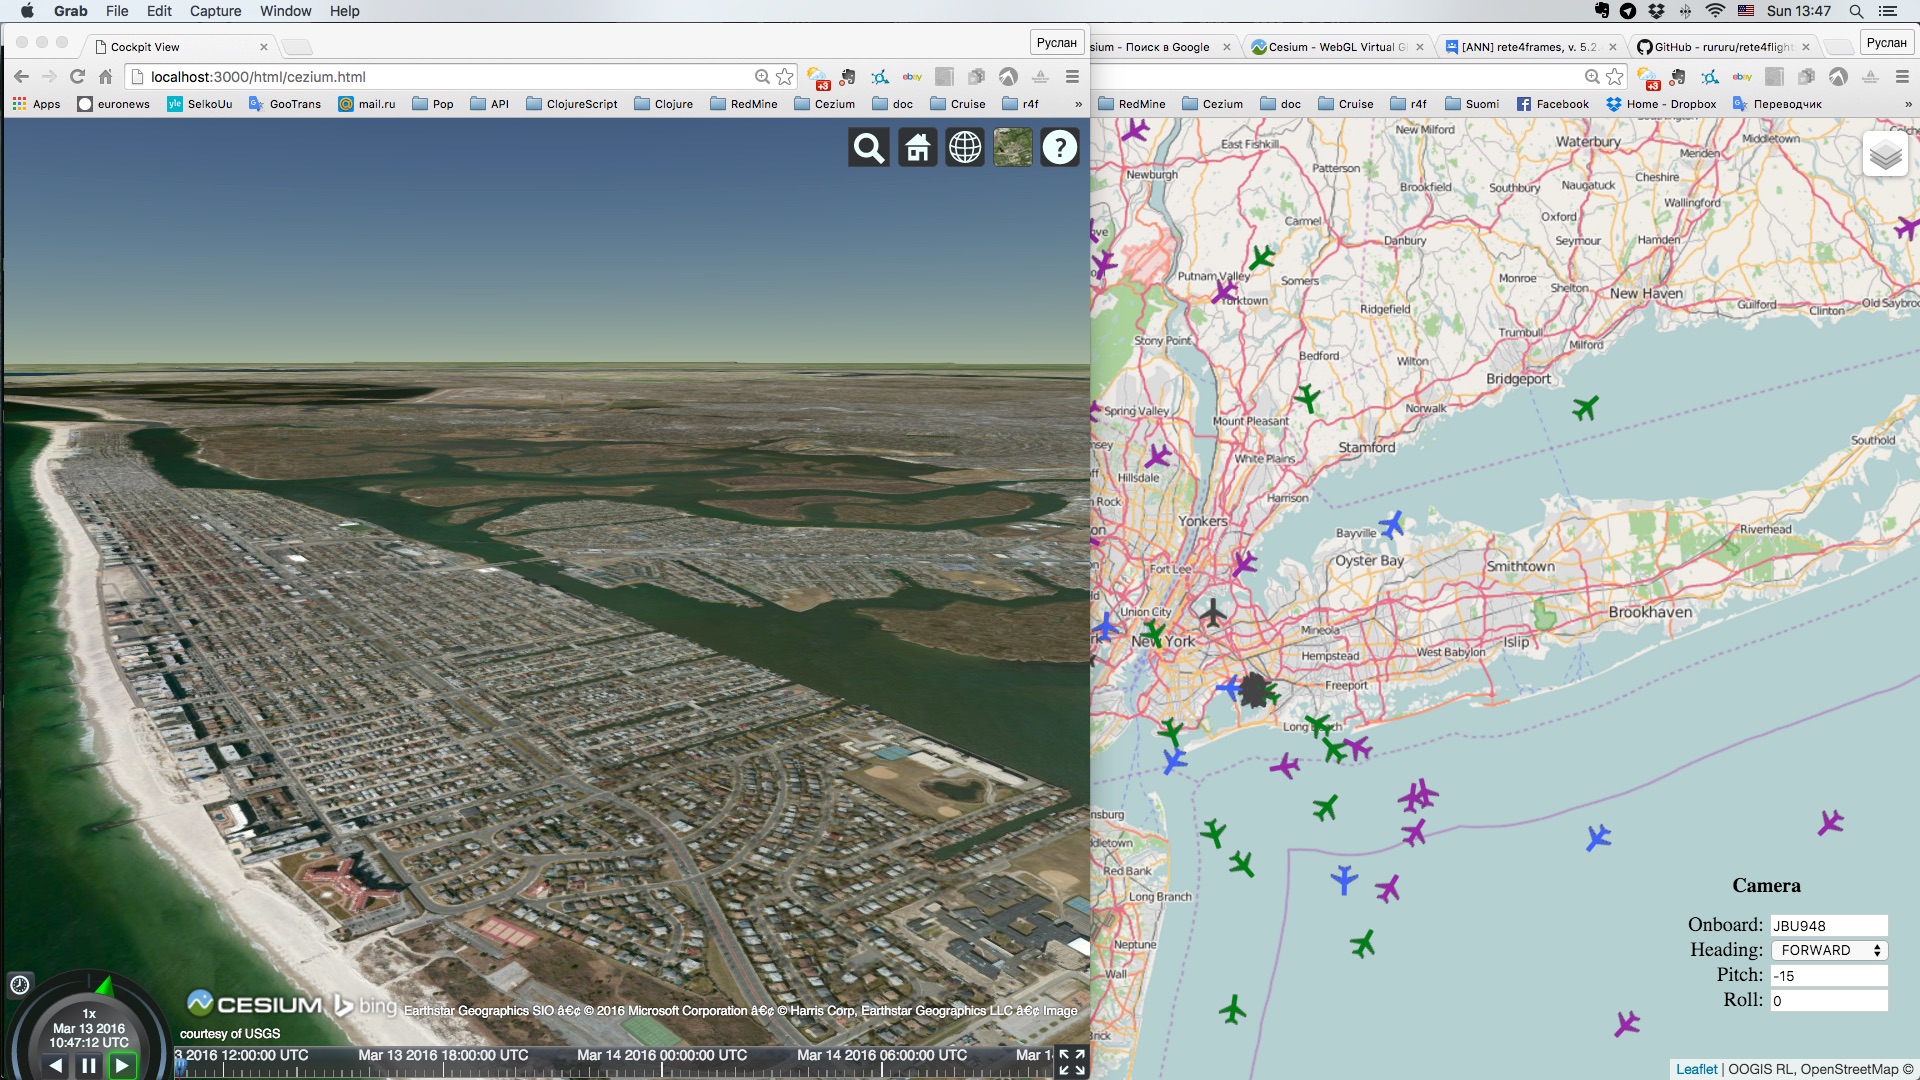 Grab File Edit Capture Window Help
Sun 13:47
Cockpit View
Руслан
sium - Поиск в Google
Cesium - WebGL Virtual Gl
[ANN] rete4frames, v. 5.2.
GitHub - rururu/rete4flight
Руслан
localhost:3000/html/cezium.html
+3
+3
Apps euronews SelkoUu GooTrans mail.ru Pop API ClojureScript Clojure RedMine Cezium doc Cruise r4f »
RedMine Cezium doc Cruise r4f Suomi Facebook Home - Dropbox Переводчик »
New Milford
East Fishkill
Waterbury
Middletown
Meriden
Patterson
Newburgh
Cheshire
Brookfield
Southbury
Naugatuck
Wallingford
Carmel
Oxford
Danbury
Seymour
Hamden
Putnam Valley
Somers
Monroe
Shelton
New Haven
Yorktown
Ridgefield
Guilford
Clinton
Old Saybro
Trumbull
Stony Point
Milford
Bedford
Wilton
Bridgeport
Spring Valley
Norwalk
Mount Pleasant
Southold
Stamford
White Plains
Hillsdale
Harrison
Yonkers
Bayville
Riverhead
Oyster Bay
Fort Lee
Smithtown
Union City
Brookhaven
New York
Mineola
Islip
Hempstead
West Babylon
Freeport
Long Beach
nsburg
dletown
Red Bank
Long Branch
Neptune
Wall
Brick
Camera
Onboard: JBU948
Heading: FORWARD
Pitch: -15
Roll: 0
1x
Mar 13 2016
10:47:12 UTC
CESIUM bing Earthstar Geographics SIO â€¢ © 2016 Microsoft Corporation â€¢ © Harris Corp, Earthstar Geographics LLC â€¢ Image
courtesy of USGS
3 2016 12:00:00 UTC Mar 13 2016 18:00:00 UTC Mar 14 2016 00:00:00 UTC Mar 14 2016 06:00:00 UTC Mar 1
Leaflet | OOGIS RL, OpenStreetMap ©